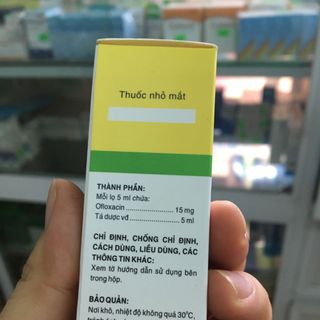 Thuốc nhỏ mắt
THÀNH PHẦN:
Mỗi lọ 5 ml chứa:
Ofloxacin........................ 15 mg
Tá dược vđ........................ 5 ml
CHỈ ĐỊNH, CHỐNG CHỈ ĐỊNH,
CÁCH DÙNG, LIỀU DÙNG, CÁC
THÔNG TIN KHÁC:
Xem tờ hướng dẫn sử dụng bên
trong hộp.
BẢO QUẢN:
Nơi khô, nhiệt độ không quá 30°C,